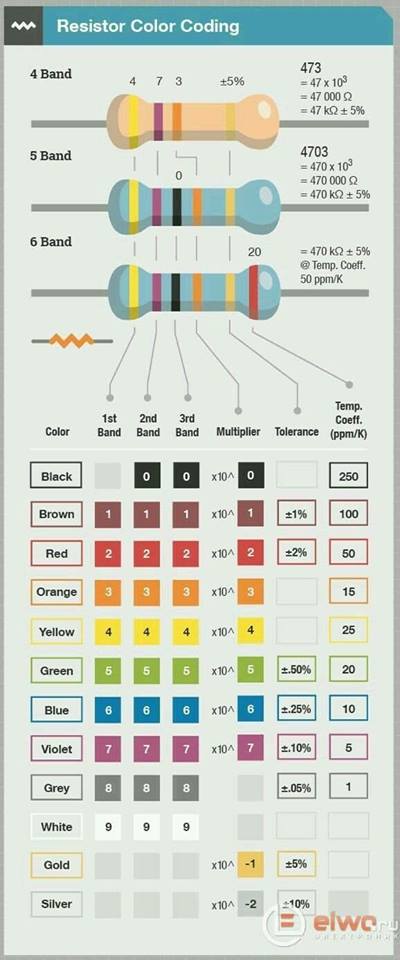 Resistor Color Coding
4 Band
4 7 3 ±5%
473
= 47 x 10³
= 47 000 Ω
= 47 kΩ ± 5%
5 Band
0
4703
= 470 x 10³
= 470 000 Ω
= 470 kΩ ± 5%
6 Band
20
= 470 kΩ ± 5%
@ Temp. Coeff.
50 ppm/K
Color 1st Band 2nd Band 3rd Band Multiplier Tolerance Temp. Coeff. (ppm/K)
Black 0 0 x10^ 0 250
Brown 1 1 1 x10^ 1 ±1% 100
Red 2 2 2 x10^ 2 ±2% 50
Orange 3 3 3 x10^ 3 15
Yellow 4 4 4 x10^ 4 25
Green 5 5 5 x10^ 5 ±.50% 20
Blue 6 6 6 x10^ 6 ±.25% 10
Violet 7 7 7 x10^ 7 ±.10% 5
Grey 8 8 8 ±.05% 1
White 9 9 9
Gold x10^ -1 ±5%
Silver x10^ -2 ±10%
elwo.ru
ЭЛЕКТРОНИК